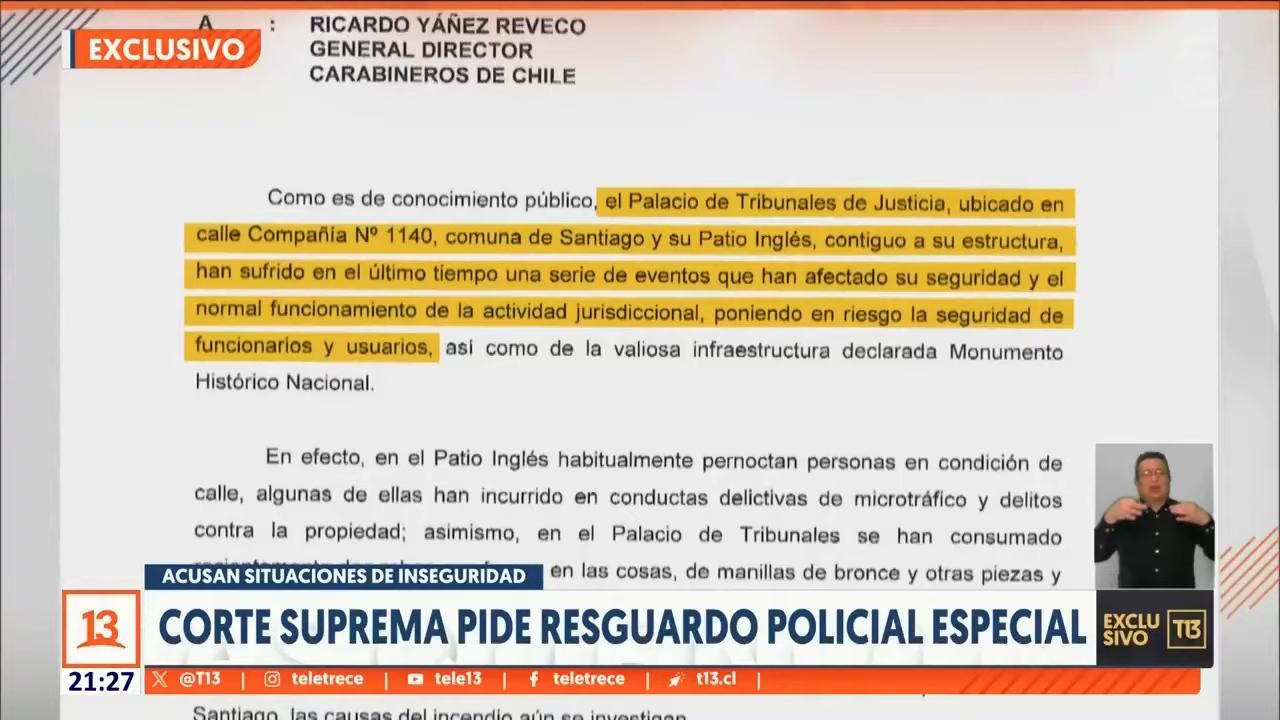 A : RICARDO YÁÑEZ REVECO
GENERAL DIRECTOR
CARABINEROS DE CHILE
EXCLUSIVO
Como es de conocimiento público, el Palacio de Tribunales de Justicia, ubicado en
calle Compañía Nº 1140, comuna de Santiago y su Patio Inglés, contiguo a su estructura,
han sufrido en el último tiempo una serie de eventos que han afectado su seguridad y el
normal funcionamiento de la actividad jurisdiccional, poniendo en riesgo la seguridad de
funcionarios y usuarios, así como de la valiosa infraestructura declarada Monumento
Histórico Nacional.
En efecto, en el Patio Inglés habitualmente pernoctan personas en condición de
calle, algunas de ellas han incurrido en conductas delictivas de microtráfico y delitos
contra la propiedad; asimismo, en el Palacio de Tribunales se han consumado
en las cosas, de manillas de bronce y otras piezas y
ACUSAN SITUACIONES DE INSEGURIDAD
CORTE SUPREMA PIDE RESGUARDO POLICIAL ESPECIAL
EXCLU
SIVO
T13
13
21:27
@T13 | teletrece | tele13 | teletrece | t13.cl |
Santiago, las causas del incendio aún se investigan